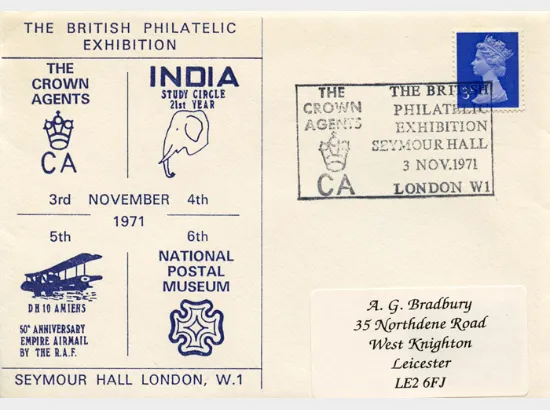 THE BRITISH PHILATELIC
EXHIBITION
THE
CROWN
AGENTS
CA
INDIA
STUDY CIRCLE
21st YEAR
3rd NOVEMBER 4th
1971
5th
6th
DH 10 AMIENS
50th ANNIVERSARY
EMPIRE AIRMAIL
BY THE R.A.F.
NATIONAL
POSTAL
MUSEUM
SEYMOUR HALL LONDON, W.1
THE
CROWN
AGENTS
CA
THE BRITISH
PHILATELIC
EXHIBITION
SEYMOUR HALL
3 NOV.1971
LONDON W1
3P
A. G. Bradbury
35 Northdene Road
West Knighton
Leicester
LE2 6FJ